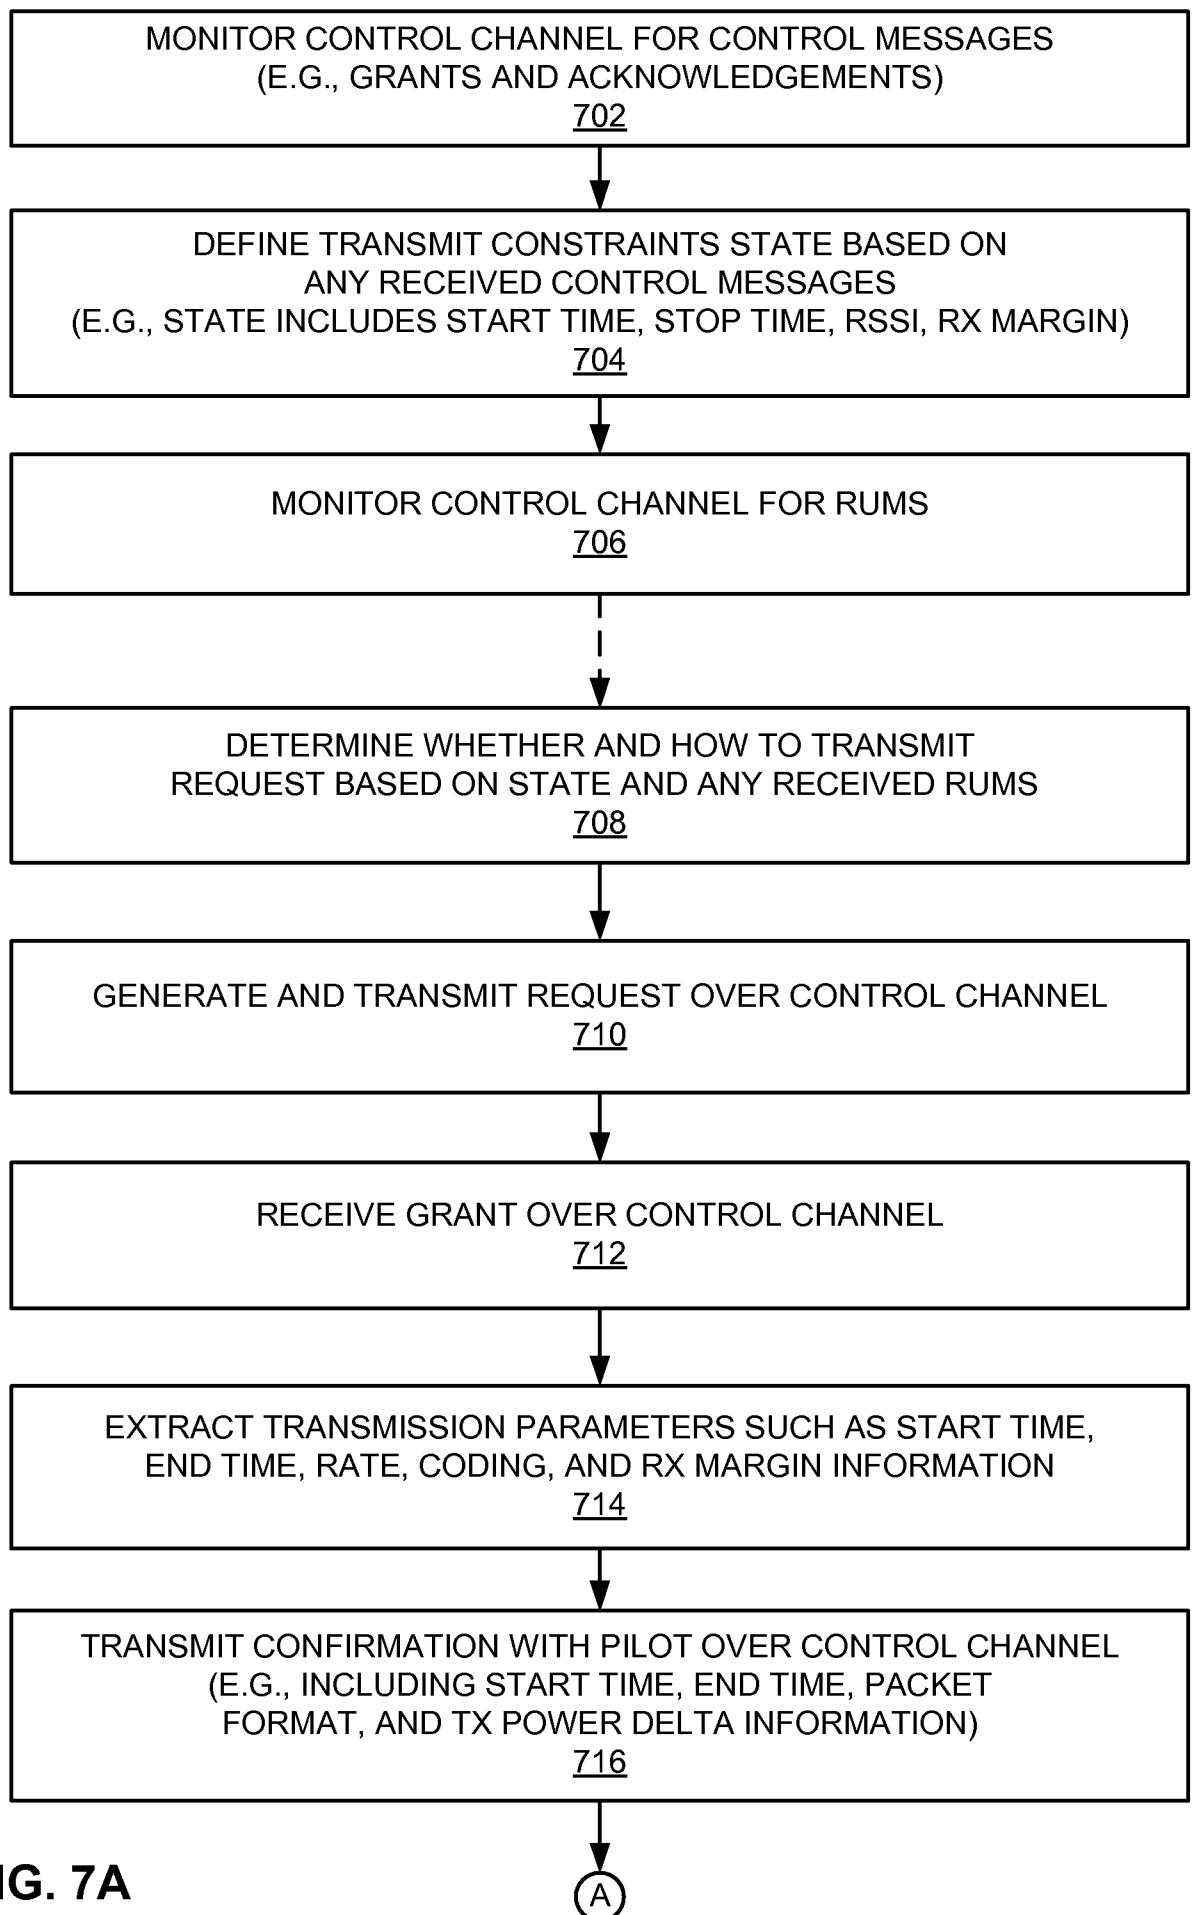 MONITOR CONTROL CHANNEL FOR CONTROL MESSAGES
(E.G., GRANTS AND ACKNOWLEDGEMENTS)
702
DEFINE TRANSMIT CONSTRAINTS STATE BASED ON
ANY RECEIVED CONTROL MESSAGES
(E.G., STATE INCLUDES START TIME, STOP TIME, RSSI, RX MARGIN)
704
MONITOR CONTROL CHANNEL FOR RUMS
706
DETERMINE WHETHER AND HOW TO TRANSMIT
REQUEST BASED ON STATE AND ANY RECEIVED RUMS
708
GENERATE AND TRANSMIT REQUEST OVER CONTROL CHANNEL
710
RECEIVE GRANT OVER CONTROL CHANNEL
712
EXTRACT TRANSMISSION PARAMETERS SUCH AS START TIME,
END TIME, RATE, CODING, AND RX MARGIN INFORMATION
714
TRANSMIT CONFIRMATION WITH PILOT OVER CONTROL CHANNEL
(E.G., INCLUDING START TIME, END TIME, PACKET
FORMAT, AND TX POWER DELTA INFORMATION)
716
IG. 7A
A